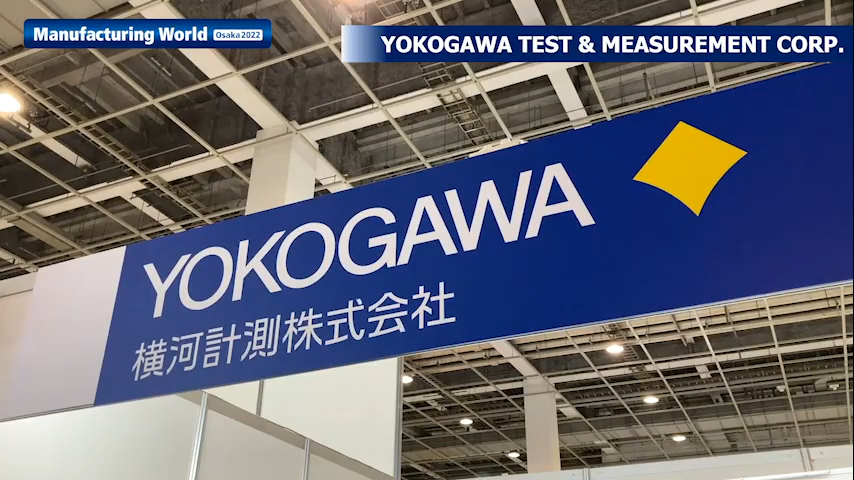 Manufacturing World Osaka2022
YOKOGAWA TEST & MEASUREMENT CORP.
YOKOGAWA
横河計測株式会社